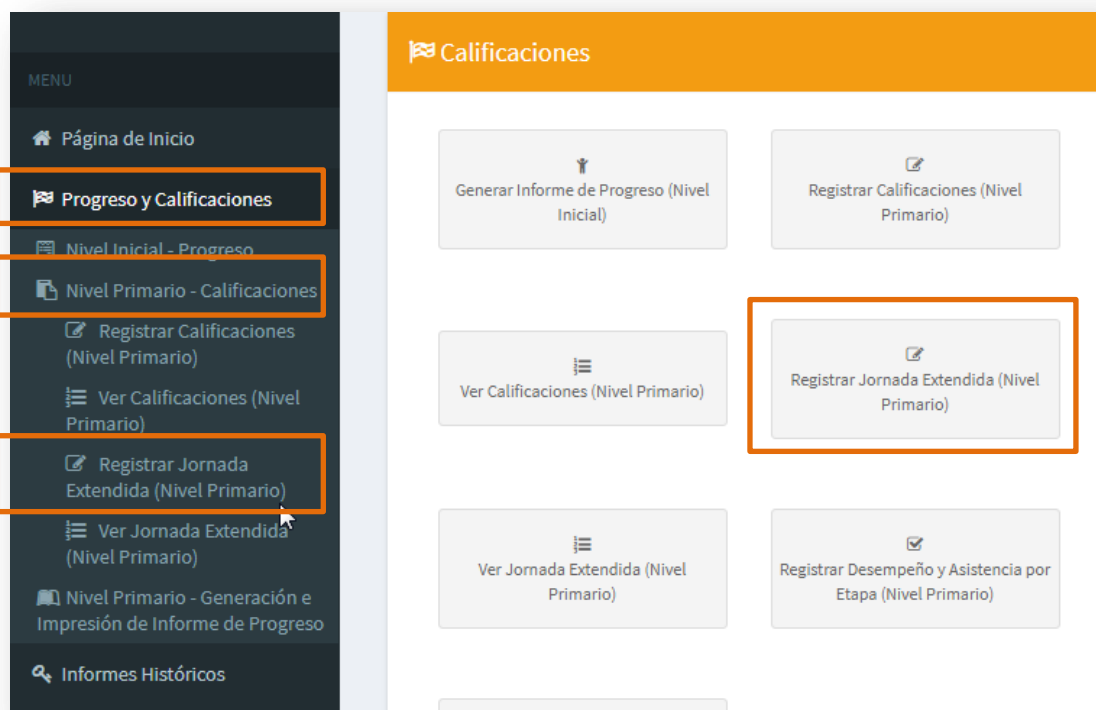 MENU
Página de Inicio
Progreso y Calificaciones
Nivel Inicial - Progreso
Nivel Primario - Calificaciones
Registrar Calificaciones
(Nivel Primario)
Ver Calificaciones (Nivel
Primario)
Registrar Jornada
Extendida (Nivel Primario)
Ver Jornada Extendida
(Nivel Primario)
Nivel Primario - Generación e
Impresión de Informe de Progreso
Informes Históricos
Calificaciones
Generar Informe de Progreso (Nivel
Inicial)
Registrar Calificaciones (Nivel
Primario)
Ver Calificaciones (Nivel Primario)
Registrar Jornada Extendida (Nivel
Primario)
Ver Jornada Extendida (Nivel
Primario)
Registrar Desempeño y Asistencia por
Etapa (Nivel Primario)